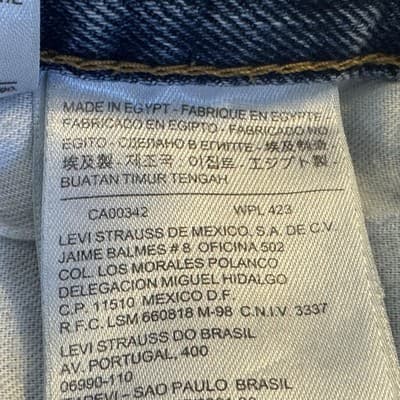 MADE IN EGYPT - FABRIQUE EN EGYPTE
FABRICADO EN EGIPTO - FABRICADO NO
EGITO - СДЕЛАНО В ЕГИПТЕ - 埃及製造
埃及製 - 제조국 : 이집트 - エジプト製
BUATAN TIMUR TENGAH
CA00342 WPL 423
LEVI STRAUSS DE MEXICO, S.A. DE C.V.
JAIME BALMES # 8 OFICINA 502
COL. LOS MORALES POLANCO
DELEGACION MIGUEL HIDALGO
C.P. 11510 MEXICO D.F.
R.F.C. LSM 660818 M-98 C.N.I.V. 3337
LEVI STRAUSS DO BRASIL
AV. PORTUGAL, 400
06990-110
ITAPEVI - SAO PAULO BRASIL